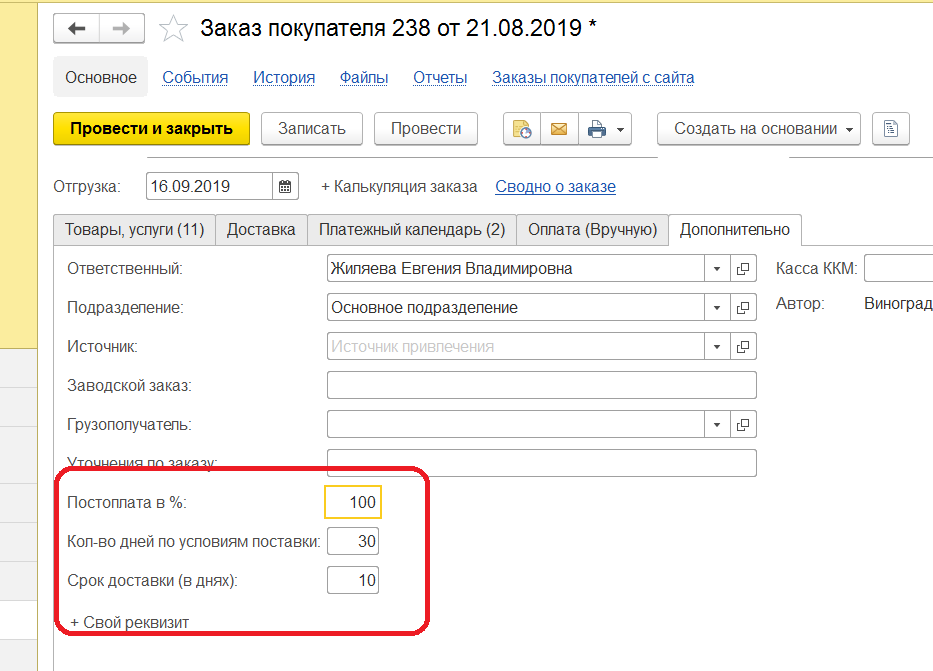 Заказ покупателя 238 от 21.08.2019 *
Основное События История Файлы Отчеты Заказы покупателей с сайта
Провести и закрыть Записать Провести Создать на основании
Отгрузка: 16.09.2019 + Калькуляция заказа Сводно о заказе
Товары, услуги (11) Доставка Платежный календарь (2) Оплата (Вручную) Дополнительно
Ответственный: Жиляева Евгения Владимировна Касса ККМ:
Подразделение: Основное подразделение Автор: Виноград
Источник: Источник привлечения
Заводской заказ:
Грузополучатель:
Уточнения по заказу:
Постоплата в %: 100
Кол-во дней по условиям поставки: 30
Срок доставки (в днях): 10
+ Свой реквизит